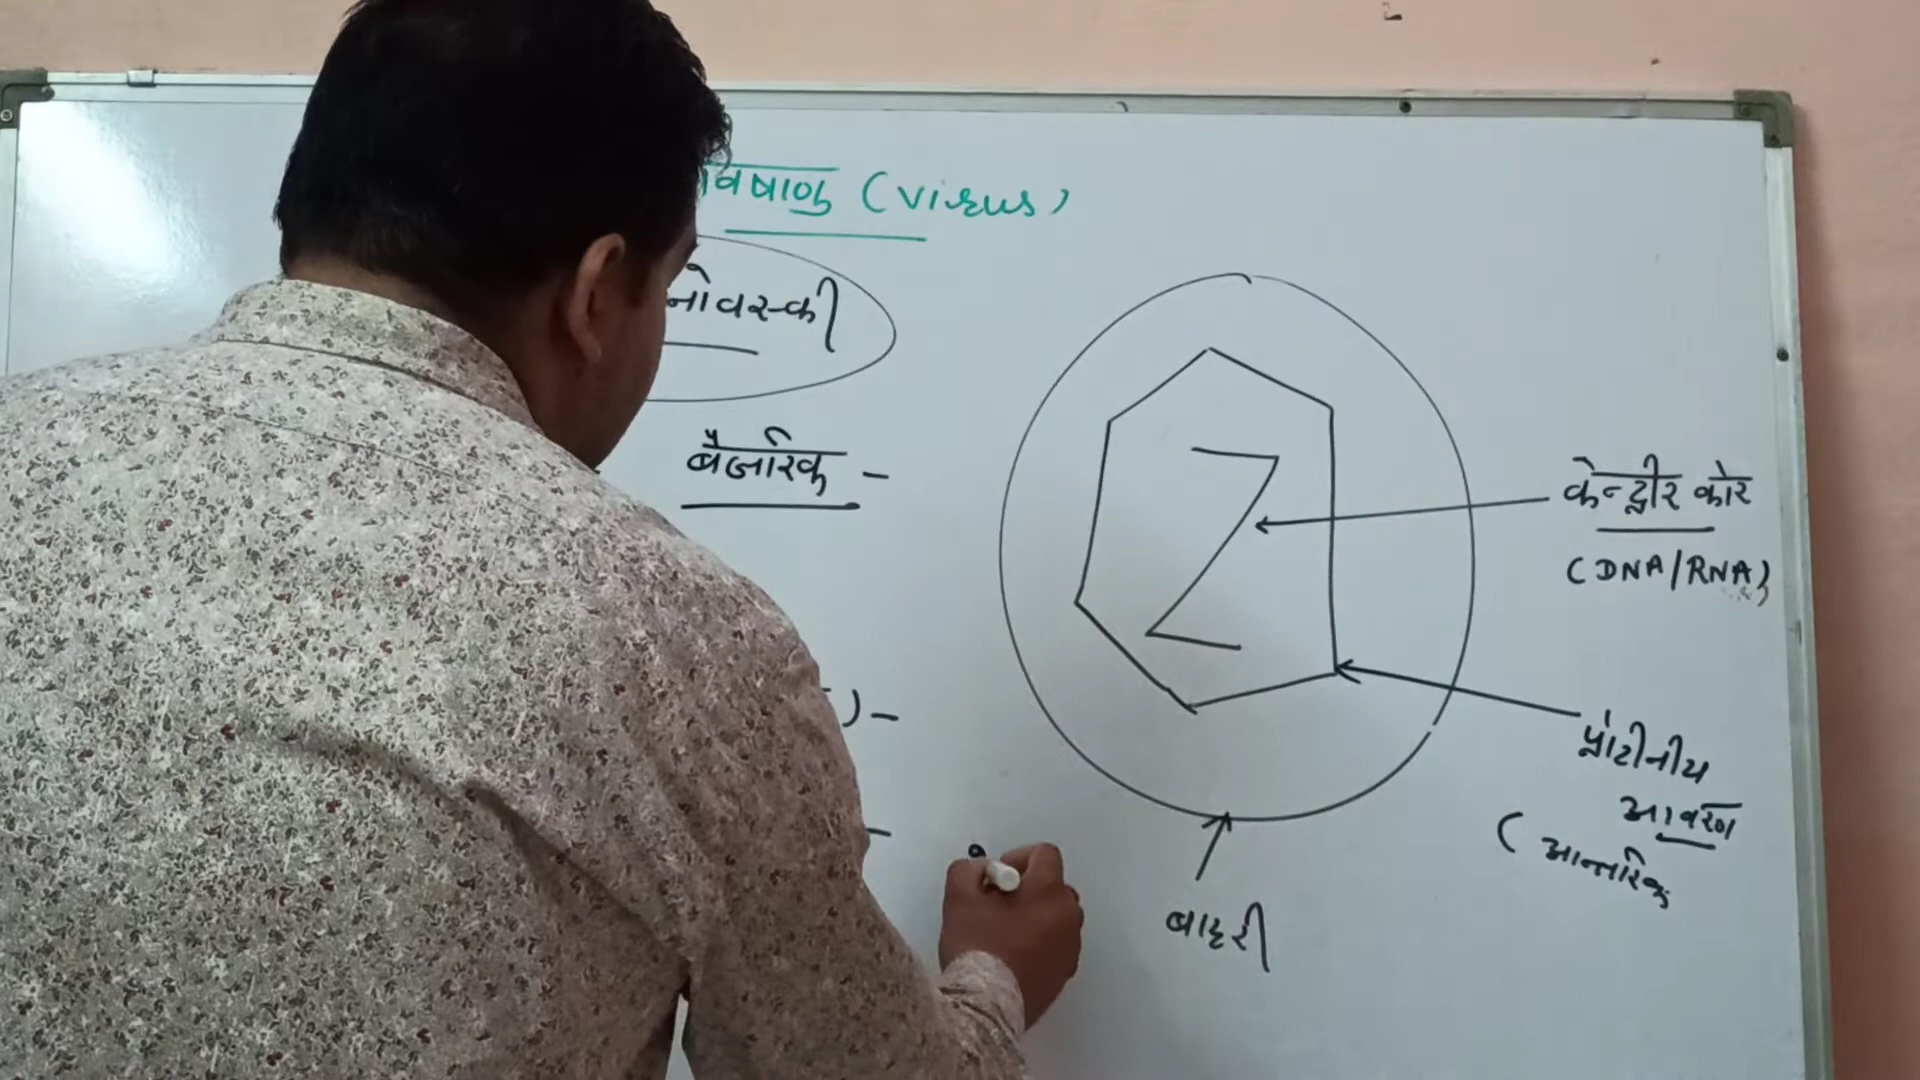 विषाणु (Virus)
नोवस्की
बैजारिक -
) -
-
केन्द्रीर कोर
(DNA/RNA)
प्रोटीनीय
आवरण
(आन्तरिक
बाहरी